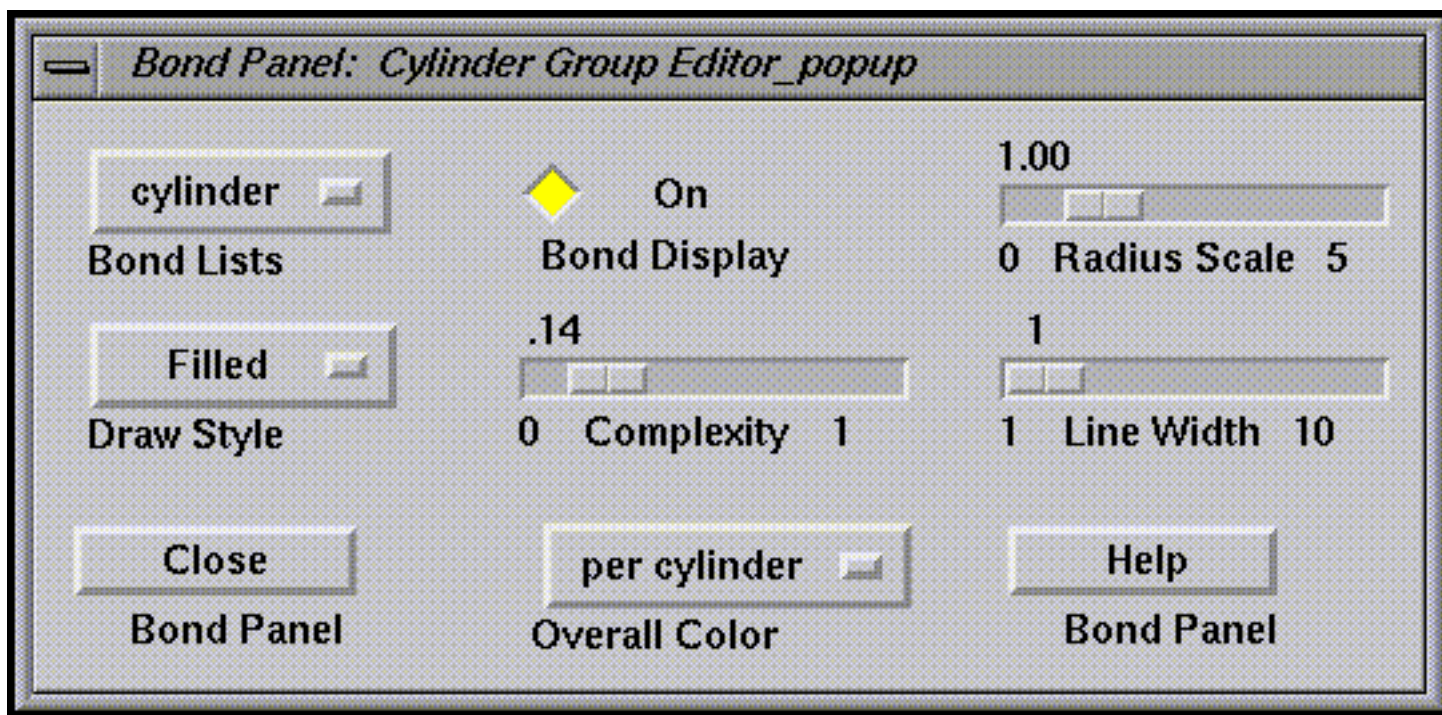 Bond Panel: Cylinder Group Editor_popup
cylinder
Bond Lists
On
Bond Display
1.00
0 Radius Scale 5
Filled
Draw Style
.14
0 Complexity 1
1
1 Line Width 10
Close
Bond Panel
per cylinder
Overall Color
Help
Bond Panel